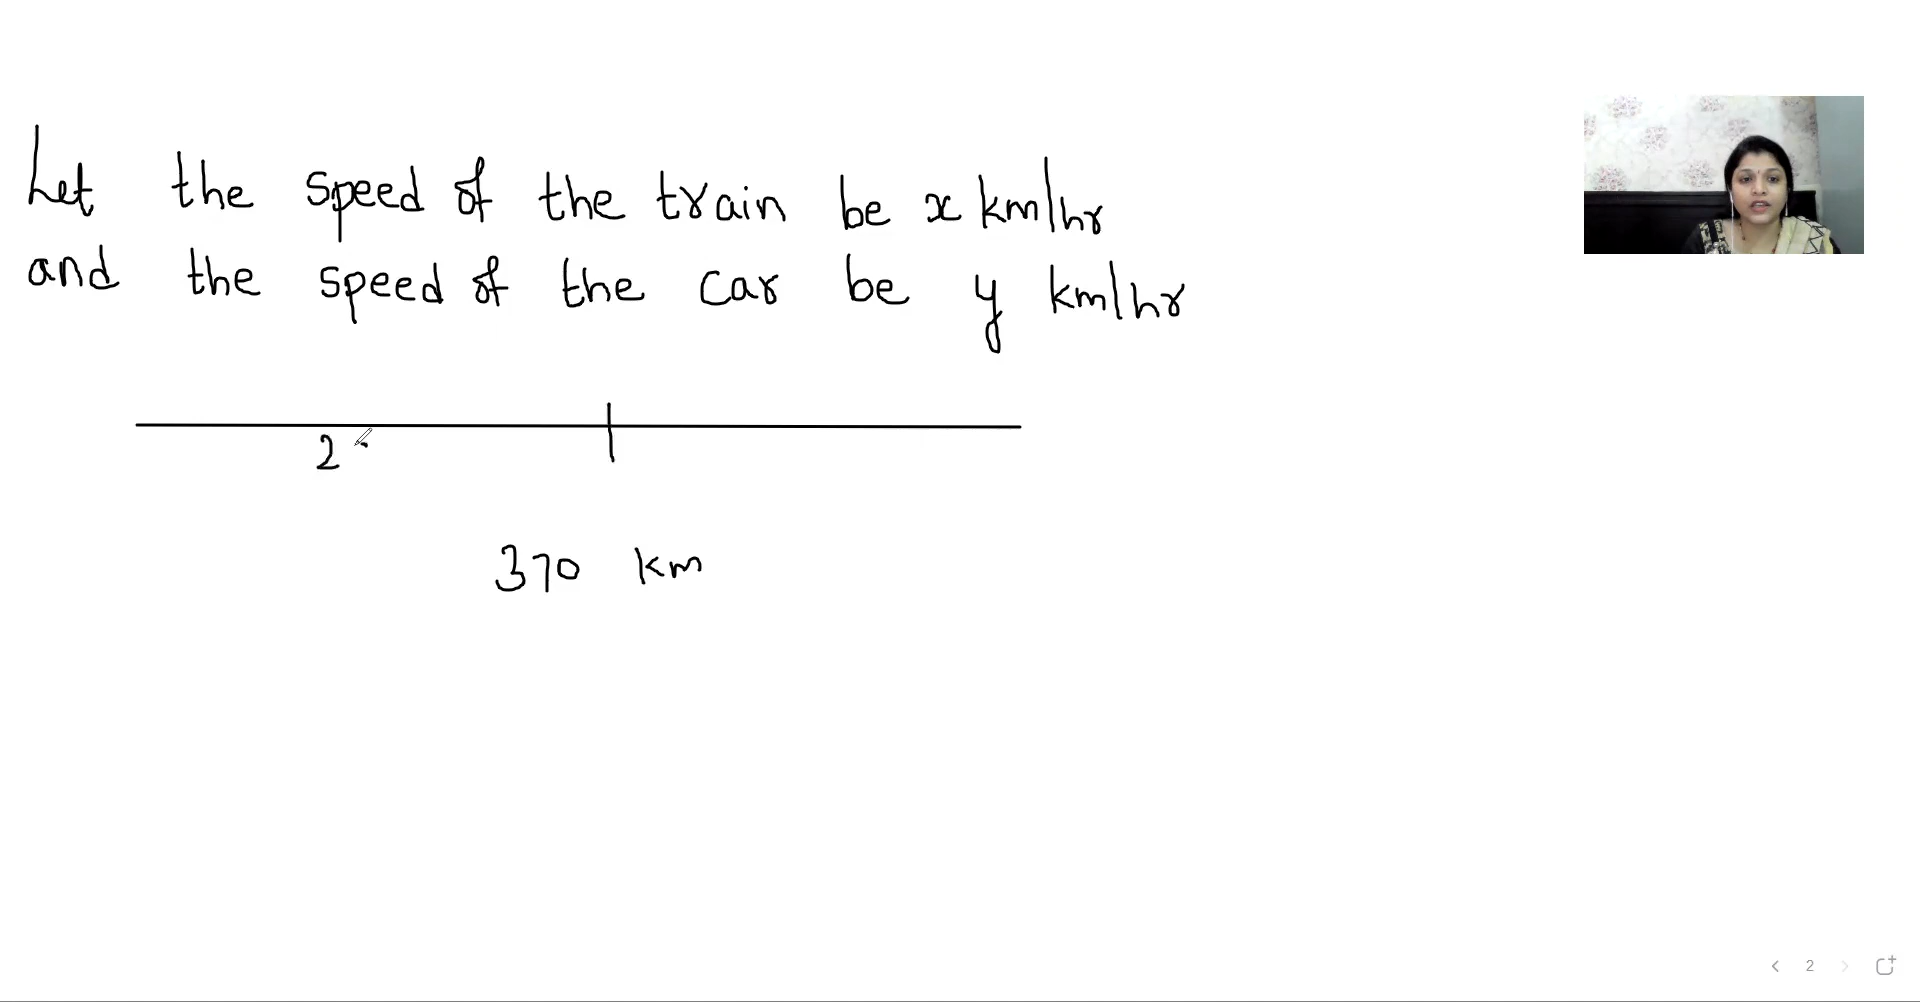 Let the speed of the train be x km/hr
and the speed of the car be y km/hr
2
370 km
2